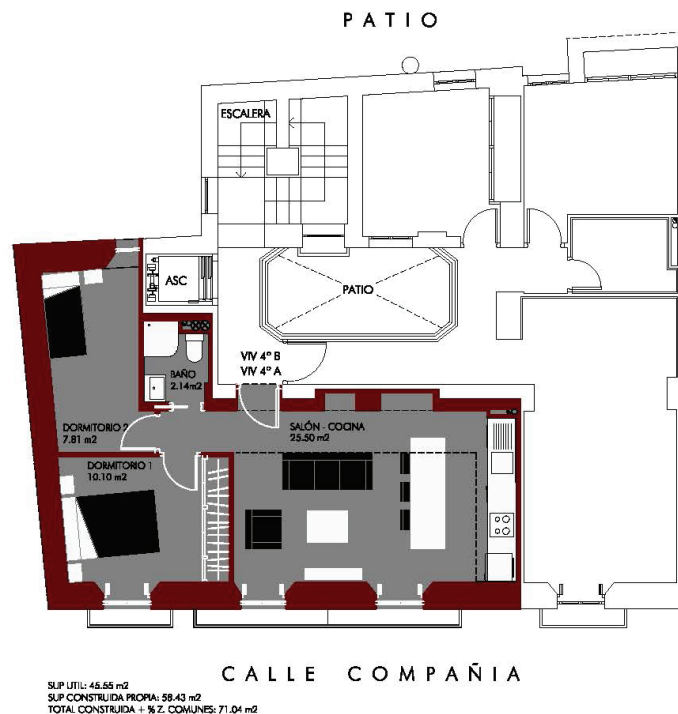 PATIO
ESCALERA
ASC
PATIO
VIV 4º B
VIV 4º A
BAÑO
2.14m2
DORMITORIO 2
7.81 m2
SALÓN - COCINA
25.50 m2
DORMITORIO 1
10.10 m2
CALLE COMPAÑIA
SUP UTIL: 45.55 m2
SUP CONSTRUIDA PROPIA: 58.43 m2
TOTAL CONSTRUIDA + % Z. COMUNES: 71.04 m2